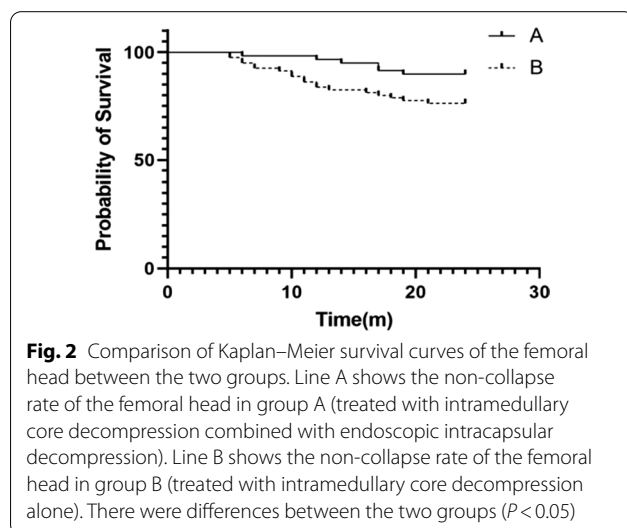 A
B
100
50
0
Probability of Survival
0 10 20 30
Time(m)
Fig. 2 Comparison of Kaplan–Meier survival curves of the femoral
head between the two groups. Line A shows the non-collapse
rate of the femoral head in group A (treated with intramedullary
core decompression combined with endoscopic intracapsular
decompression). Line B shows the non-collapse rate of the femoral
head in group B (treated with intramedullary core decompression
alone). There were differences between the two groups (P < 0.05)